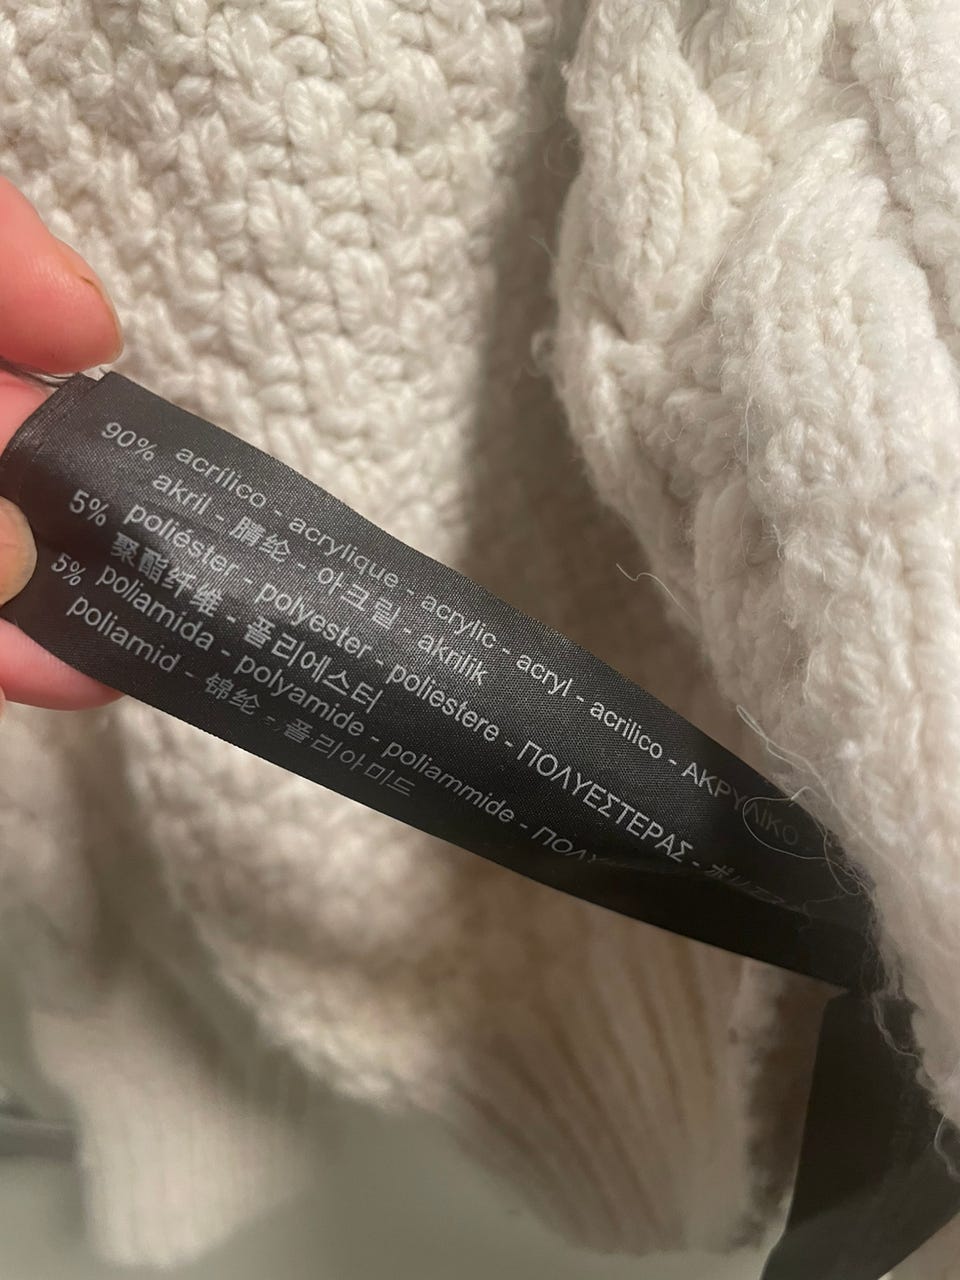 90% acrílico - acrylique - acrylic - acryl - acrilico - ΑΚΡΥΛΙΚΟ
akril - 腈纶 - 아크릴 - akrilik
5% poliéster - polyester - poliestere - ΠΟΛΥΕΣΤΕΡΑΣ -
聚酯纤维 - 폴리에스터
5% poliamida - polyamide - poliammide -
poliamid - 锦纶 - 폴리아미드